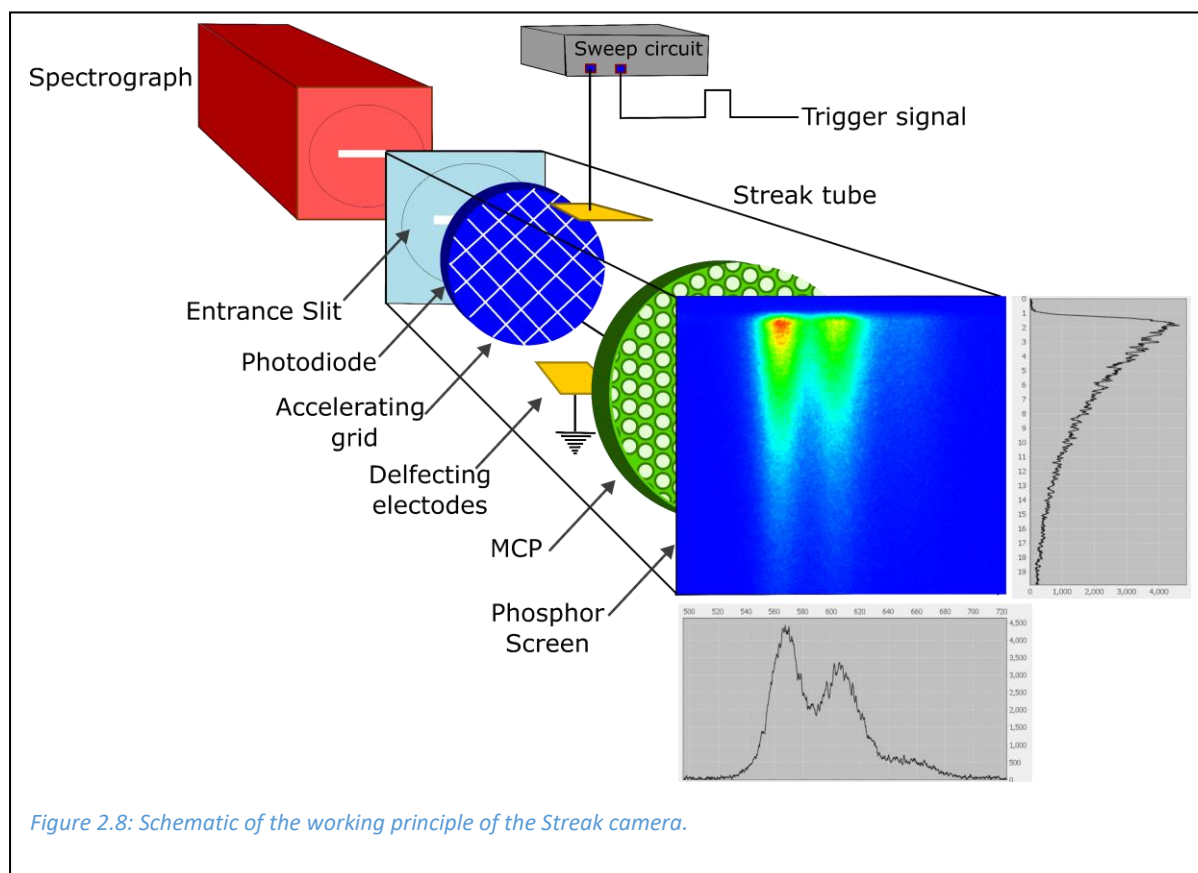 Sweep circuit
Spectrograph
Trigger signal
Streak tube
Entrance Slit
Photodiode
Accelerating
grid
Delfecting
electodes
MCP
Phosphor
Screen
0
1
2
3
4
5
6
7
8
9
10
11
12
13
14
15
16
17
18
19
0 1,000 2,000 3,000 4,000
500 520 540 560 580 600 620 640 660 680 700 720
4,500
4,000
3,500
3,000
2,500
2,000
1,500
1,000
500
0
Figure 2.8: Schematic of the working principle of the Streak camera.